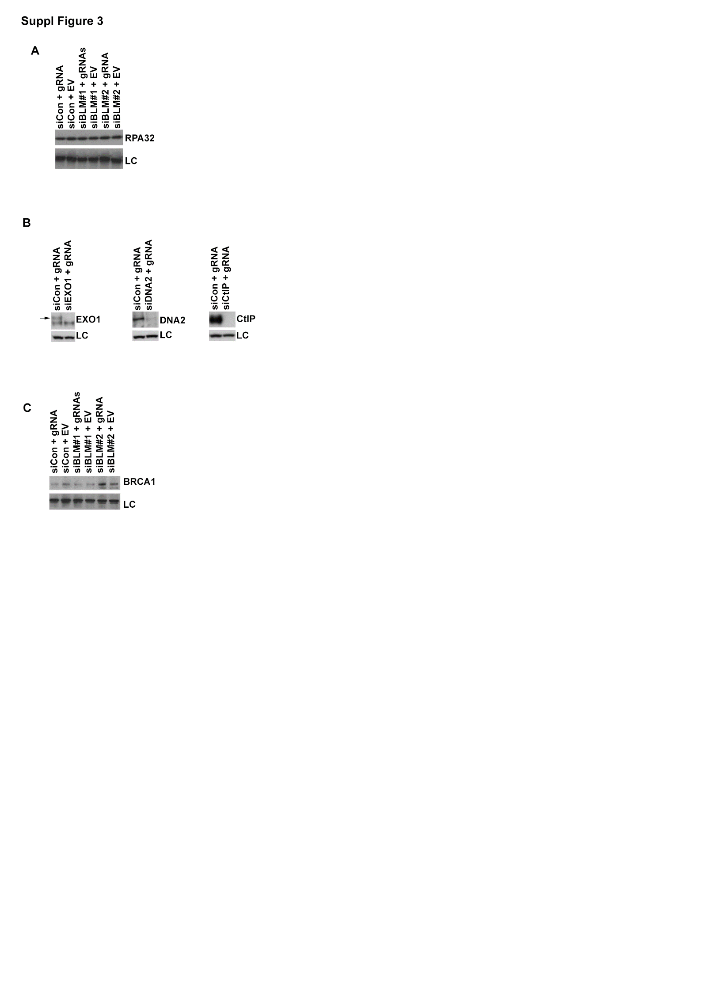 Suppl Figure 3
A
siCon + gRNA
siCon + EV
siBLM#1 + gRNAs
siBLM#1 + EV
siBLM#2 + gRNA
siBLM#2 + EV
RPA32
LC
B
siCon + gRNA
siEXO1 + gRNA
EXO1
LC
siCon + gRNA
siDNA2 + gRNA
DNA2
LC
siCon + gRNA
siCtIP + gRNA
CtIP
LC
C
siCon + gRNA
siCon + EV
siBLM#1 + gRNAs
siBLM#1 + EV
siBLM#2 + gRNA
siBLM#2 + EV
BRCA1
LC